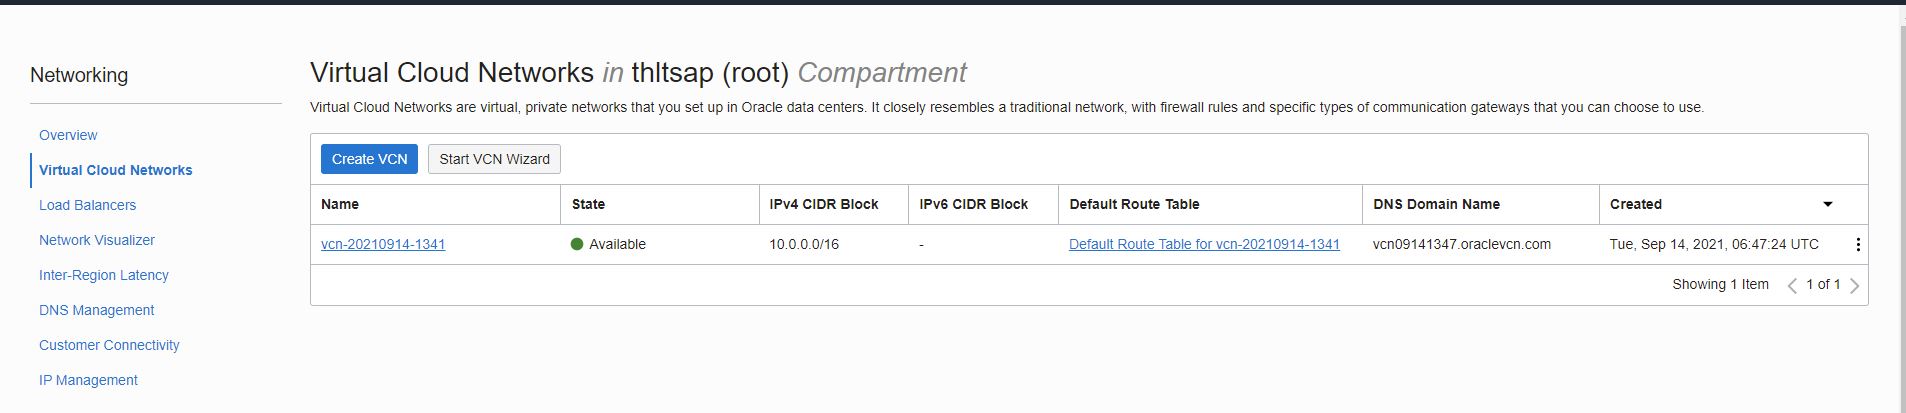 Networking
Overview
Virtual Cloud Networks
Load Balancers
Network Visualizer
Inter-Region Latency
DNS Management
Customer Connectivity
IP Management
Virtual Cloud Networks in thltsap (root) Compartment
Virtual Cloud Networks are virtual, private networks that you set up in Oracle data centers. It closely resembles a traditional network, with firewall rules and specific types of communication gateways that you can choose to use.
Create VCN Start VCN Wizard
Name State IPv4 CIDR Block IPv6 CIDR Block Default Route Table DNS Domain Name Created
vcn-20210914-1341 Available 10.0.0.0/16 - Default Route Table for vcn-20210914-1341 vcn09141347.oraclevcn.com Tue, Sep 14, 2021, 06:47:24 UTC
Showing 1 Item 1 of 1